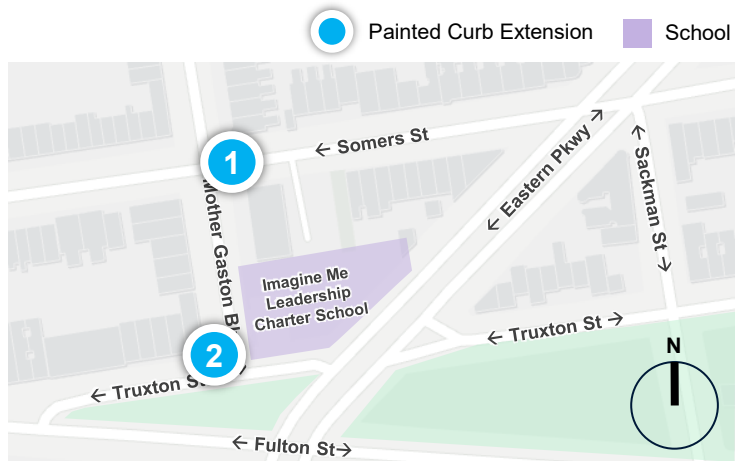 Painted Curb Extension
School
← Somers St
1
← Eastern Pkwy →
← Sackman St →
Mother Gaston Bl
Imagine Me
Leadership
Charter School
← Truxton St →
2
N
← Truxton S
← Fulton St→